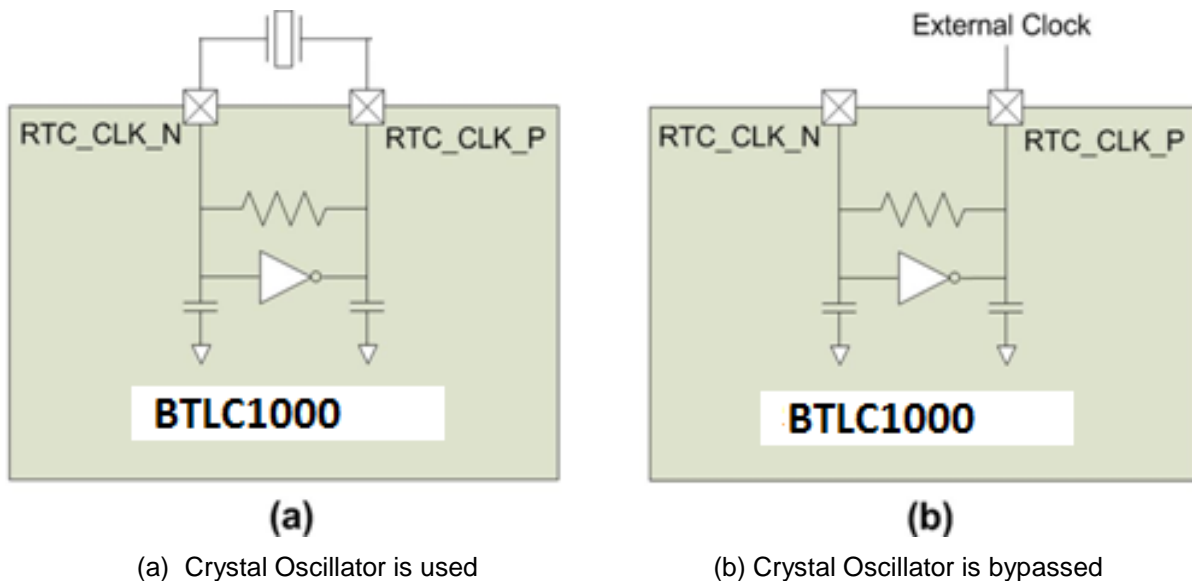 External Clock
RTC_CLK_N
RTC_CLK_P
RTC_CLK_N
RTC_CLK_P
BTLC1000
BTLC1000
(a)
(b)
(a) Crystal Oscillator is used
(b) Crystal Oscillator is bypassed